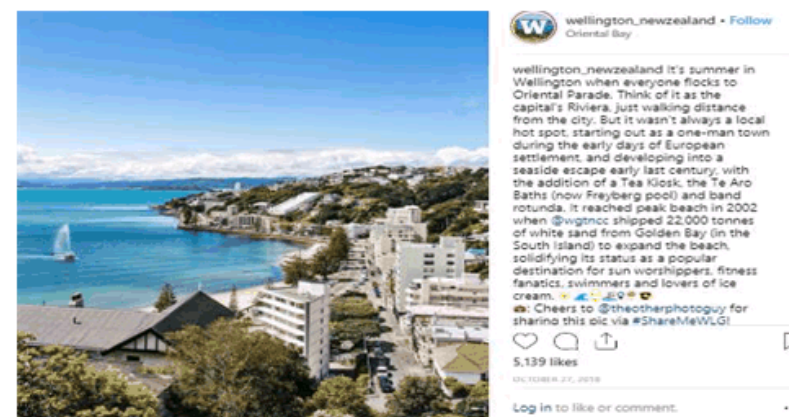 wellington_newzealand • Follow
Oriental Bay
wellington_newzealand It's summer in
Wellington when everyone flocks to
Oriental Parade. Think of it as the
capital's Riviera, just walking distance
from the city. But it wasn't always a local
hot spot, starting out as a one-man town
during the early days of European
settlement, and developing into a
seaside escape early last century, with
the addition of a Tea Kiosk, the Te Aro
Baths (now Freyberg pool) and band
rotunda. It reached peak beach in 2002
when @wgtncc shipped 22,000 tonnes
of white sand from Golden Bay (in the
South Island) to expand the beach,
solidifying its status as a popular
destination for sun worshippers, fitness
fanatics, swimmers and lovers of ice
cream.
: Cheers to @theotherphotoguy for
sharing this pic via #ShareMeWLG!
5,139 likes
OCTOBER 27, 2018
Log in to like or comment.